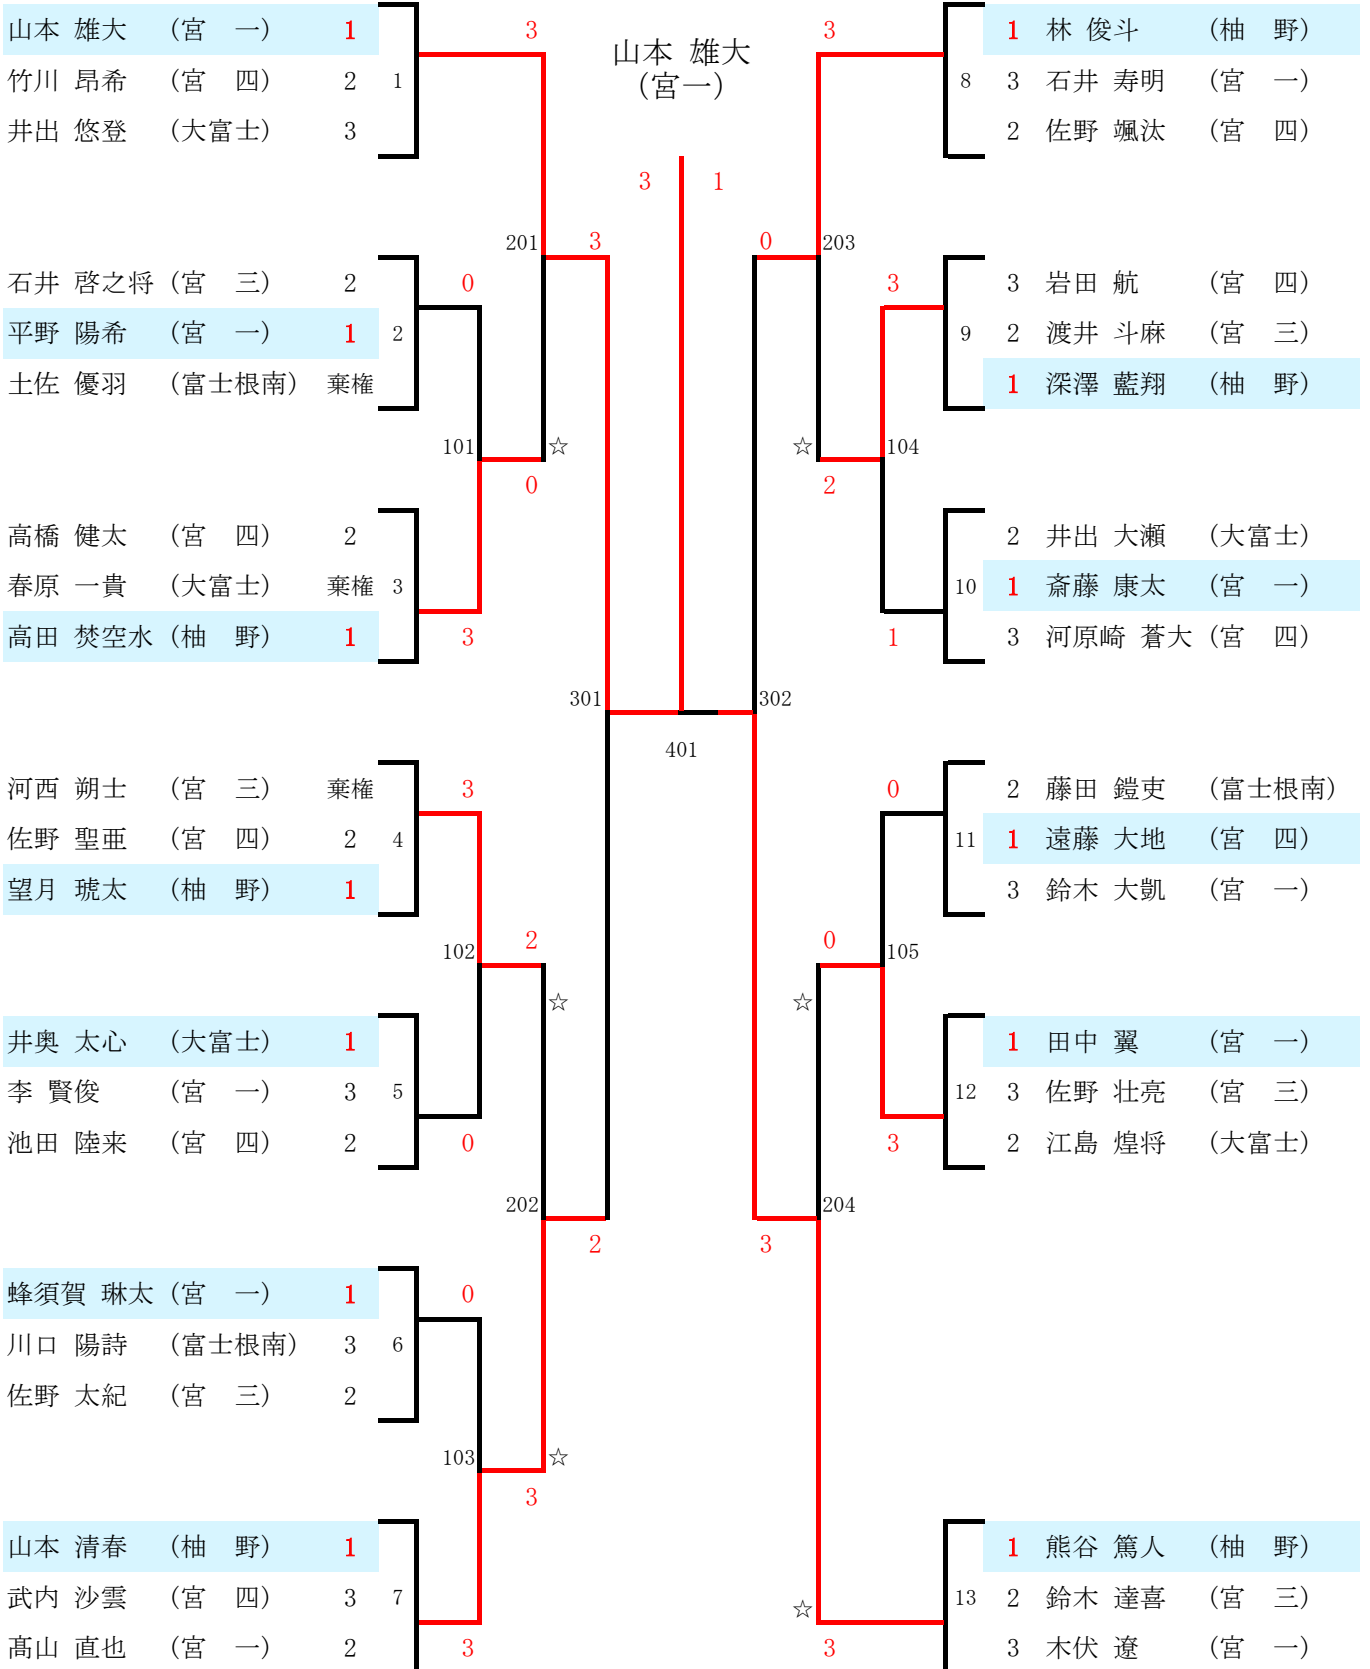 山本 雄大 (宮 一) 1
竹川 昂希 (宮 四) 2
井出 悠登 (大富士) 3
1
3
石井 啓之将 (宮 三) 2
平野 陽希 (宮 一) 1
土佐 優羽 (富士根南) 棄権
2
0
高橋 健太 (宮 四) 2
春原 一貴 (大富士) 棄権
高田 焚空水 (柚 野) 1
3
3
河西 朔士 (宮 三) 棄権
佐野 聖亜 (宮 四) 2
望月 琥太 (柚 野) 1
4
3
井奥 太心 (大富士) 1
李 賢俊 (宮 一) 3
池田 陸来 (宮 四) 2
5
0
蜂須賀 琳太 (宮 一) 1
川口 陽詩 (富士根南) 3
佐野 太紀 (宮 三) 2
6
0
山本 清春 (柚 野) 1
武内 沙雲 (宮 四) 3
髙山 直也 (宮 一) 2
7
3
101
☆
0
102
2
☆
103
☆
3
201
3
202
2
301
山本 雄大
(宮一)
3 1
401
302
0
203
3
204
☆
3
3
☆
104
2
0
105
☆
1 林 俊斗 (柚 野)
3 石井 寿明 (宮 一)
2 佐野 颯汰 (宮 四)
8
3 岩田 航 (宮 四)
2 渡井 斗麻 (宮 三)
1 深澤 藍翔 (柚 野)
9
3
2 井出 大瀬 (大富士)
1 斎藤 康太 (宮 一)
3 河原崎 蒼大 (宮 四)
10
1
2 藤田 鎧吏 (富士根南)
1 遠藤 大地 (宮 四)
3 鈴木 大凱 (宮 一)
11
0
1 田中 翼 (宮 一)
3 佐野 壮亮 (宮 三)
2 江島 煌将 (大富士)
12
3
1 熊谷 篤人 (柚 野)
2 鈴木 達喜 (宮 三)
3 木伏 遼 (宮 一)
13